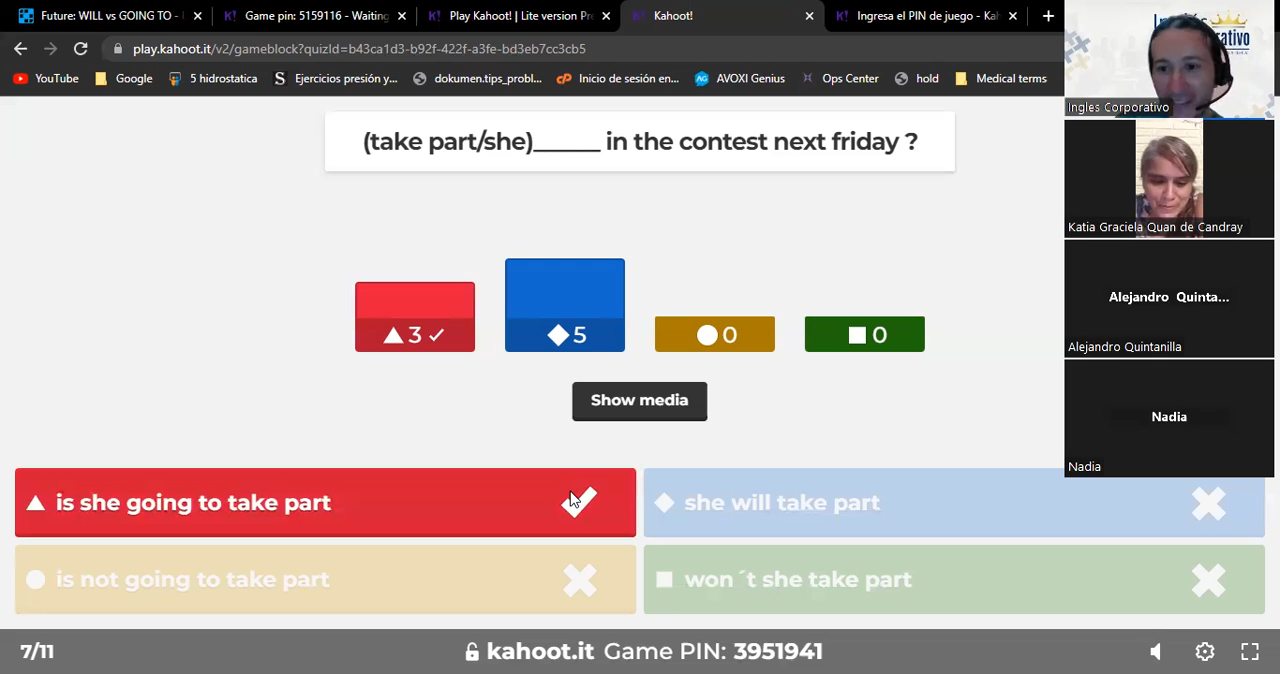 Future: WILL vs GOING TO -
Game pin: 5159116 - Waiting
Play Kahoot! | Lite version Pr
Kahoot!
Ingresa el PIN de juego - Kah
play.kahoot.it/v2/gameblock?quizId=b43ca1d3-b92f-422f-a3fe-bd3eb7cc3cb5
YouTube
Google
5 hidrostatica
Ejercicios presión y...
dokumen.tips_probl...
Inicio de sesión en...
AVOXI Genius
Ops Center
hold
Medical terms
Ingles Corporativo
(take part/she)______ in the contest next friday ?
Katia Graciela Quan de Candray
Alejandro Quinta...
Alejandro Quintanilla
3
5
0
0
Show media
Nadia
Nadia
is she going to take part
she will take part
is not going to take part
won´t she take part
7/11
kahoot.it Game PIN: 3951941